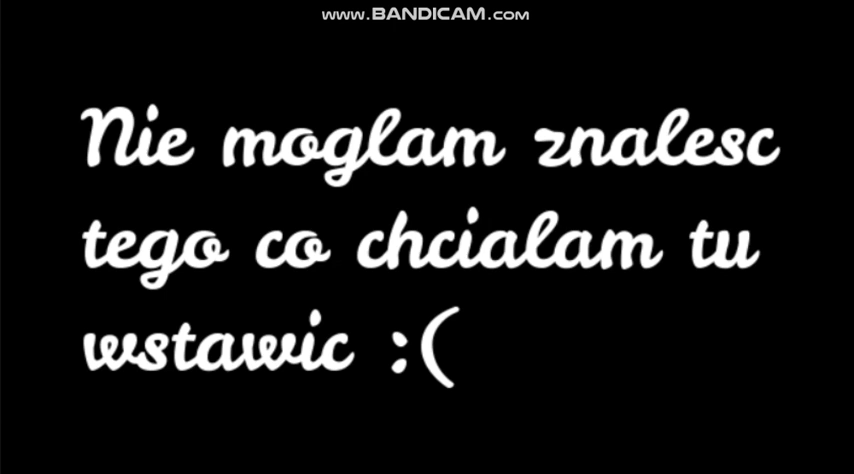 www.BANDICAM.com
Nie moglam znalesc
tego co chcialam tu
wstawic :(